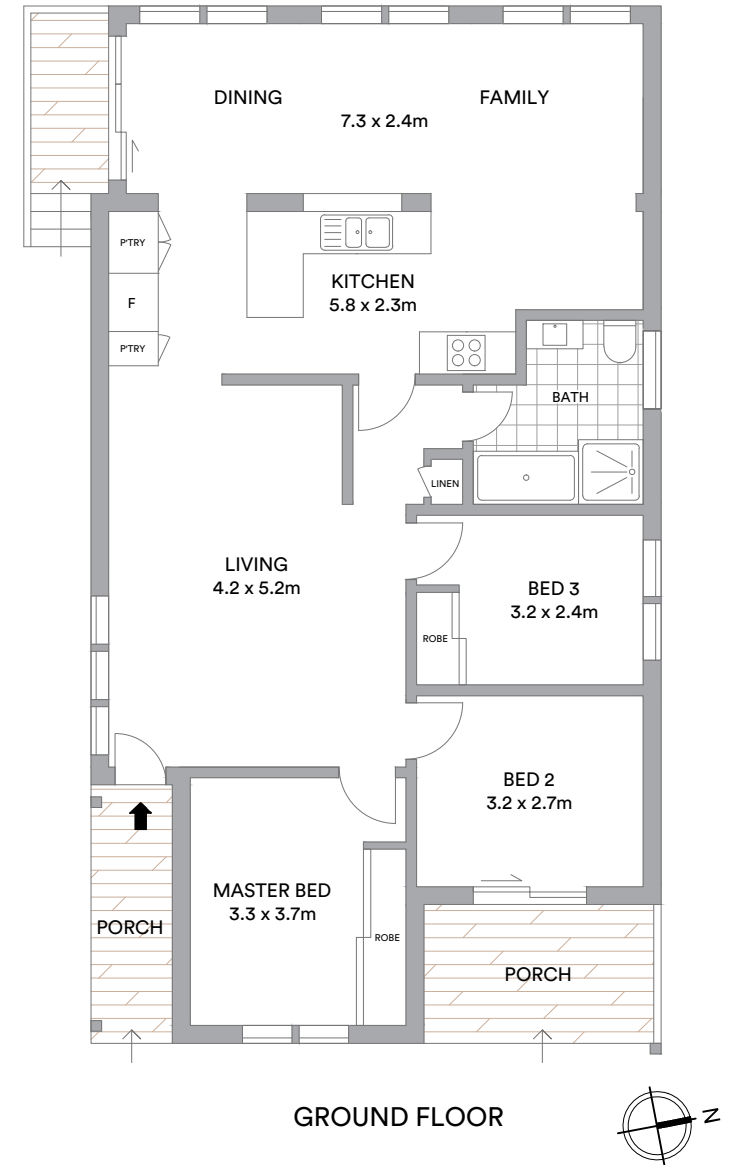 DINING
FAMILY
7.3 x 2.4m
P'TRY
F
P'TRY
KITCHEN
5.8 x 2.3m
BATH
LINEN
LIVING
4.2 x 5.2m
BED 3
3.2 x 2.4m
ROBE
BED 2
3.2 x 2.7m
MASTER BED
3.3 x 3.7m
ROBE
PORCH
PORCH
GROUND FLOOR
N